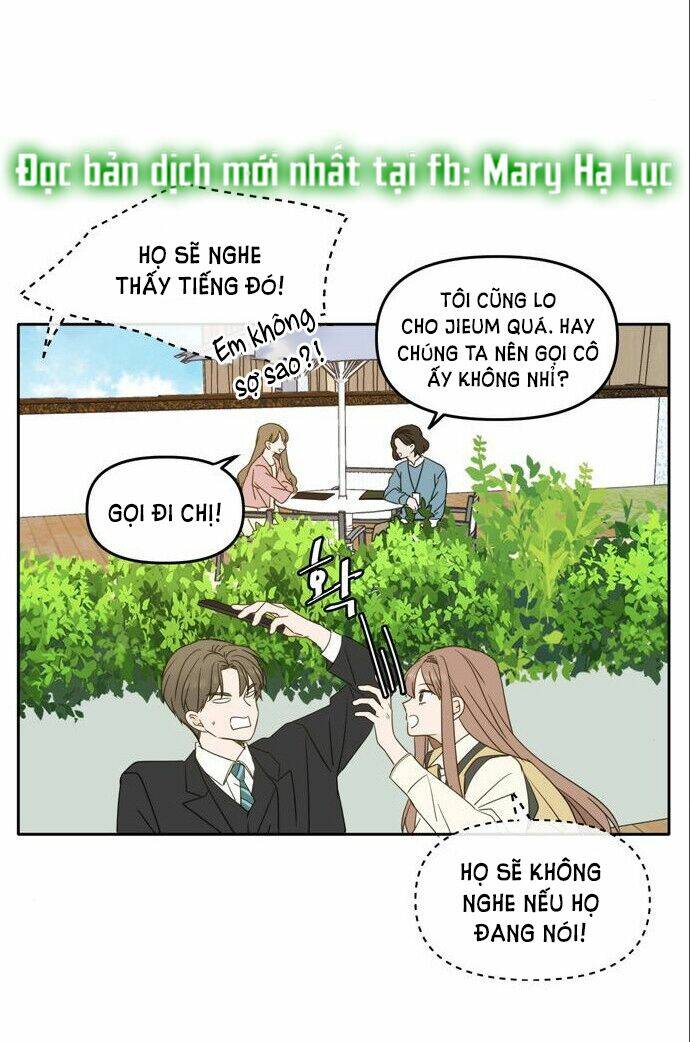 Đọc bản dịch mới nhất tại fb: Mary Hạ Lục
HỌ SẼ NGHE
THẤY TIẾNG ĐÓ!
Em không
sợ sao?!
TÔI CŨNG LO
CHO JIEUM QUÁ. HAY
CHÚNG TA NÊN GỌI CÔ
ẤY KHÔNG NHỈ?
GỌI ĐI CHỊ!
확
HỌ SẼ KHÔNG
NGHE NẾU HỌ
ĐANG NÓI!